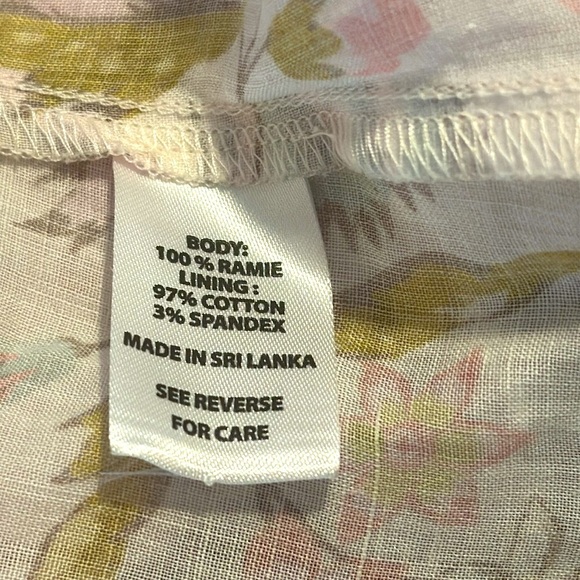 BODY:
100 % RAMIE
LINING :
97% COTTON
3% SPANDEX
MADE IN SRI LANKA
SEE REVERSE
FOR CARE